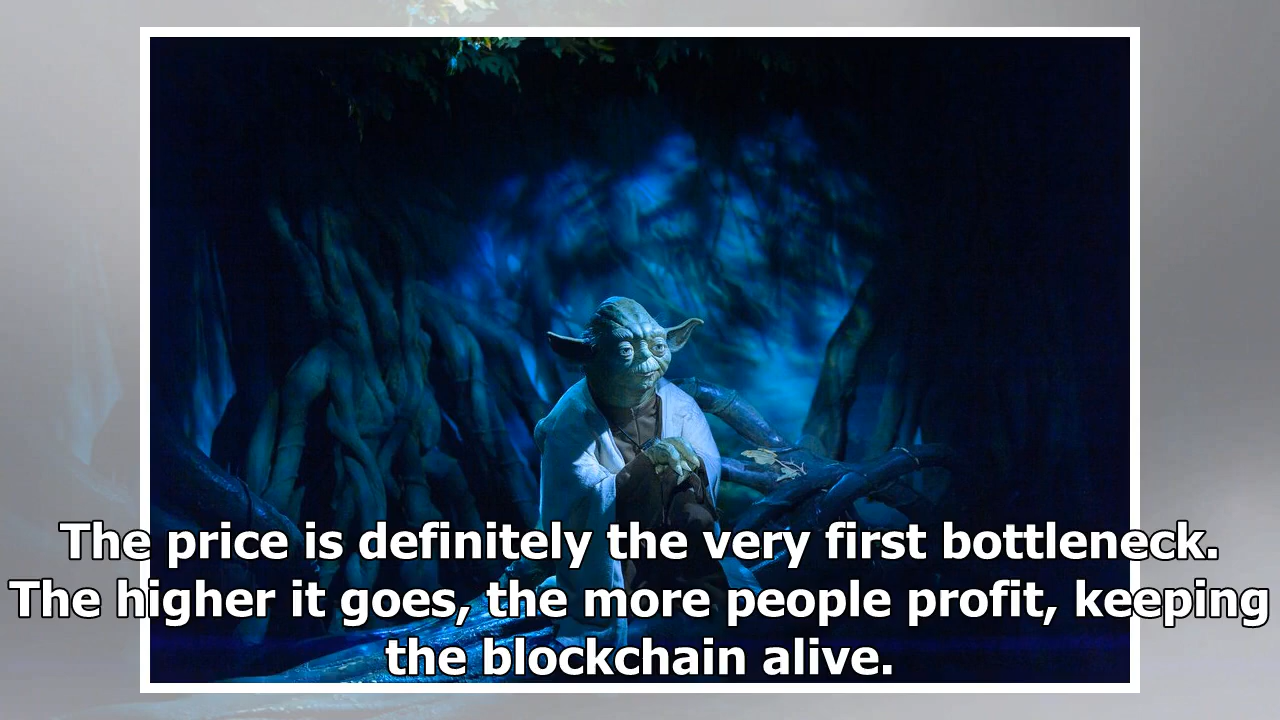 The price is definitely the very first bottleneck.
The higher it goes, the more people profit, keeping
the blockchain alive.